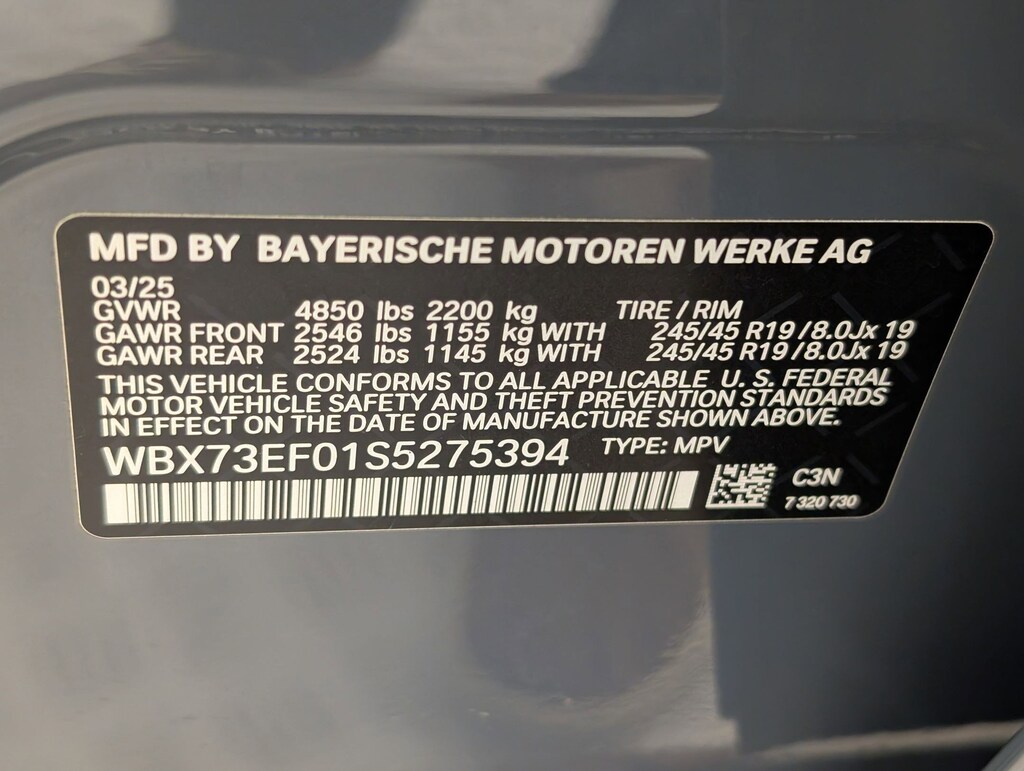 MFD BY BAYERISCHE MOTOREN WERKE AG
03/25
GVWR 4850 lbs 2200 kg TIRE / RIM
GAWR FRONT 2546 lbs 1155 kg WITH 245/45 R19 / 8.0Jx 19
GAWR REAR 2524 lbs 1145 kg WITH 245/45 R19 / 8.0Jx 19
THIS VEHICLE CONFORMS TO ALL APPLICABLE U. S. FEDERAL
MOTOR VEHICLE SAFETY AND THEFT PREVENTION STANDARDS
IN EFFECT ON THE DATE OF MANUFACTURE SHOWN ABOVE.
WBX73EF01S5275394 TYPE: MPV
C3N
7 320 730